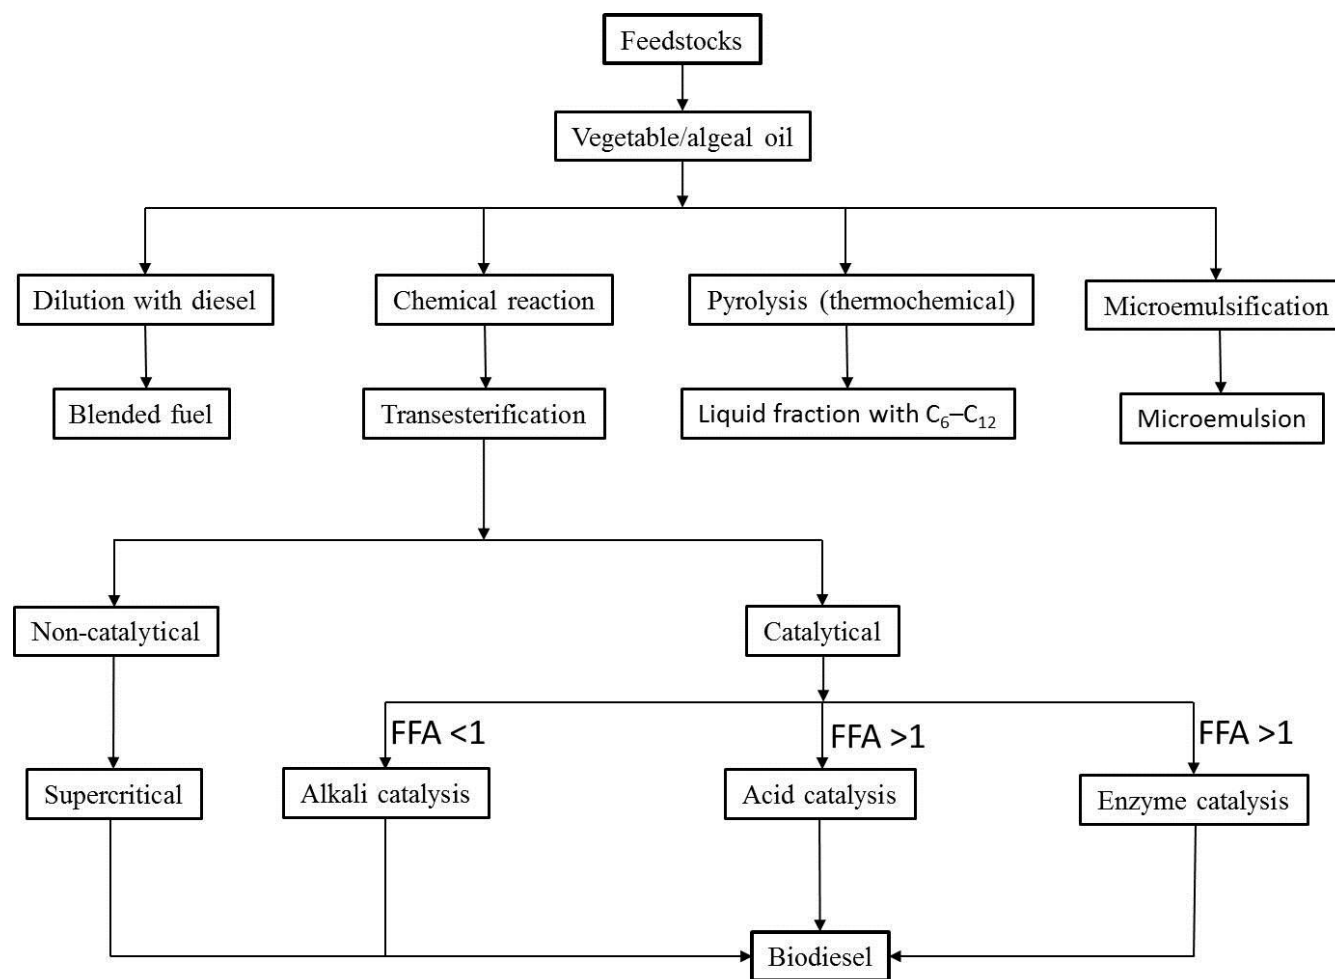 Feedstocks
Vegetable/algeal oil
Dilution with diesel
Chemical reaction
Pyrolysis (thermochemical)
Microemulsification
Blended fuel
Transesterification
Liquid fraction with C₆–C₁₂
Microemulsion
Non-catalytical
Catalytical
FFA <1
FFA >1
FFA >1
Supercritical
Alkali catalysis
Acid catalysis
Enzyme catalysis
Biodiesel